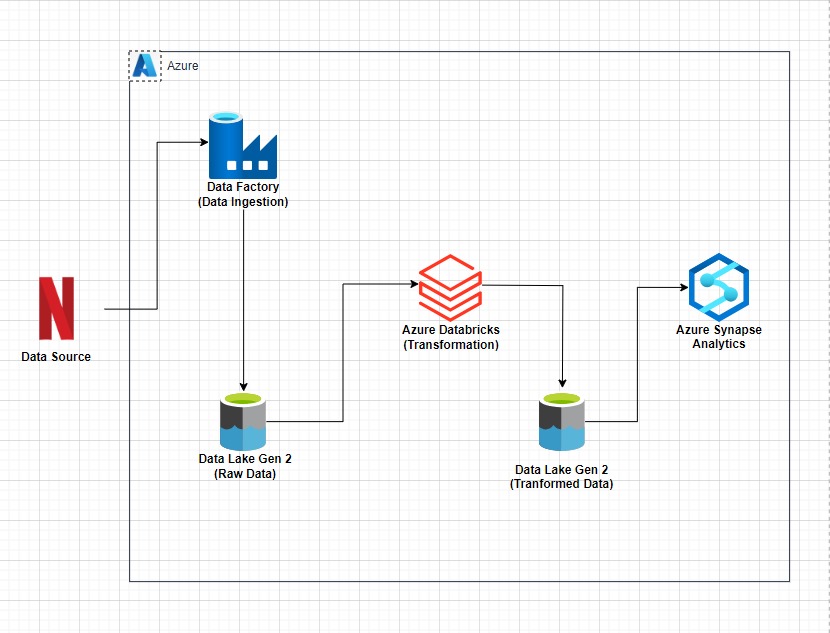 Azure
Data Factory
(Data Ingestion)
N
Data Source
Azure Databricks
(Transformation)
Azure Synapse
Analytics
Data Lake Gen 2
(Raw Data)
Data Lake Gen 2
(Tranformed Data)